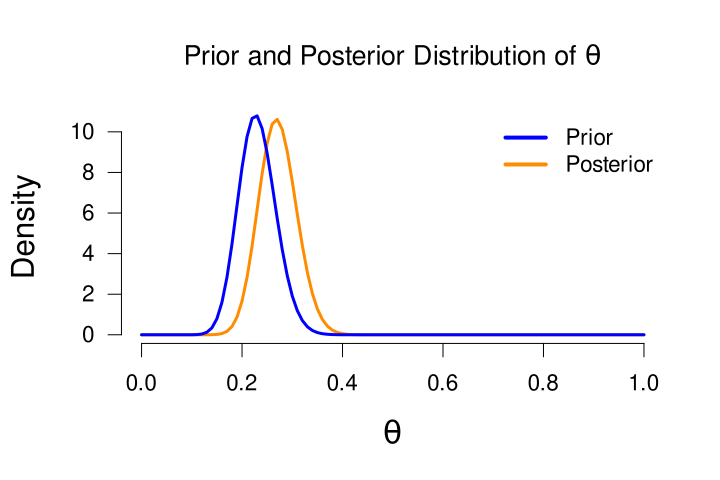 Prior and Posterior Distribution of θ
Density
10
8
6
4
2
0
Prior
Posterior
0.0 0.2 0.4 0.6 0.8 1.0
θ